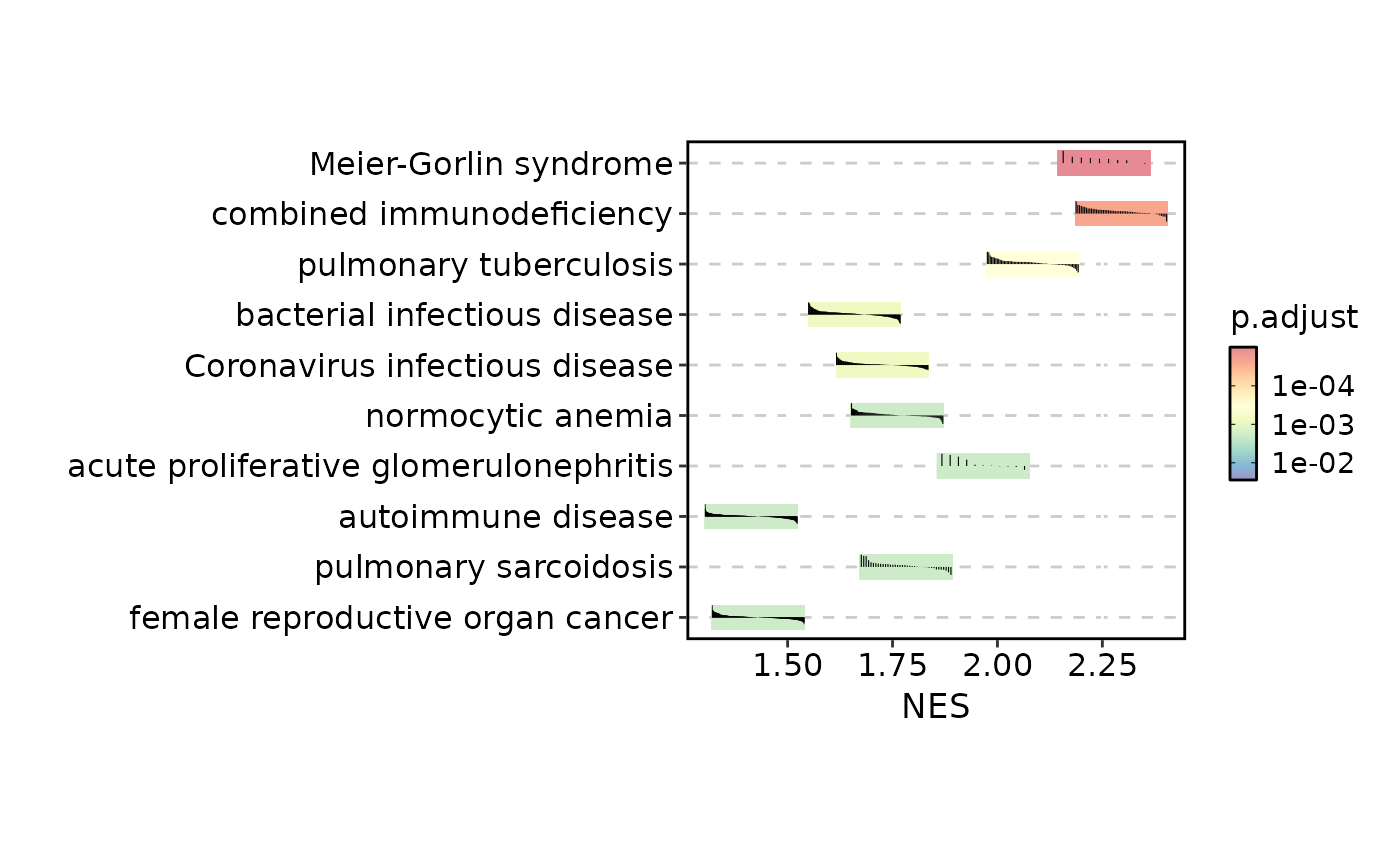 Meier-Gorlin syndrome
combined immunodeficiency
pulmonary tuberculosis
bacterial infectious disease
Coronavirus infectious disease
normocytic anemia
acute proliferative glomerulonephritis
autoimmune disease
pulmonary sarcoidosis
female reproductive organ cancer
1.50 1.75 2.00 2.25
NES
p.adjust
1e-04
1e-03
1e-02